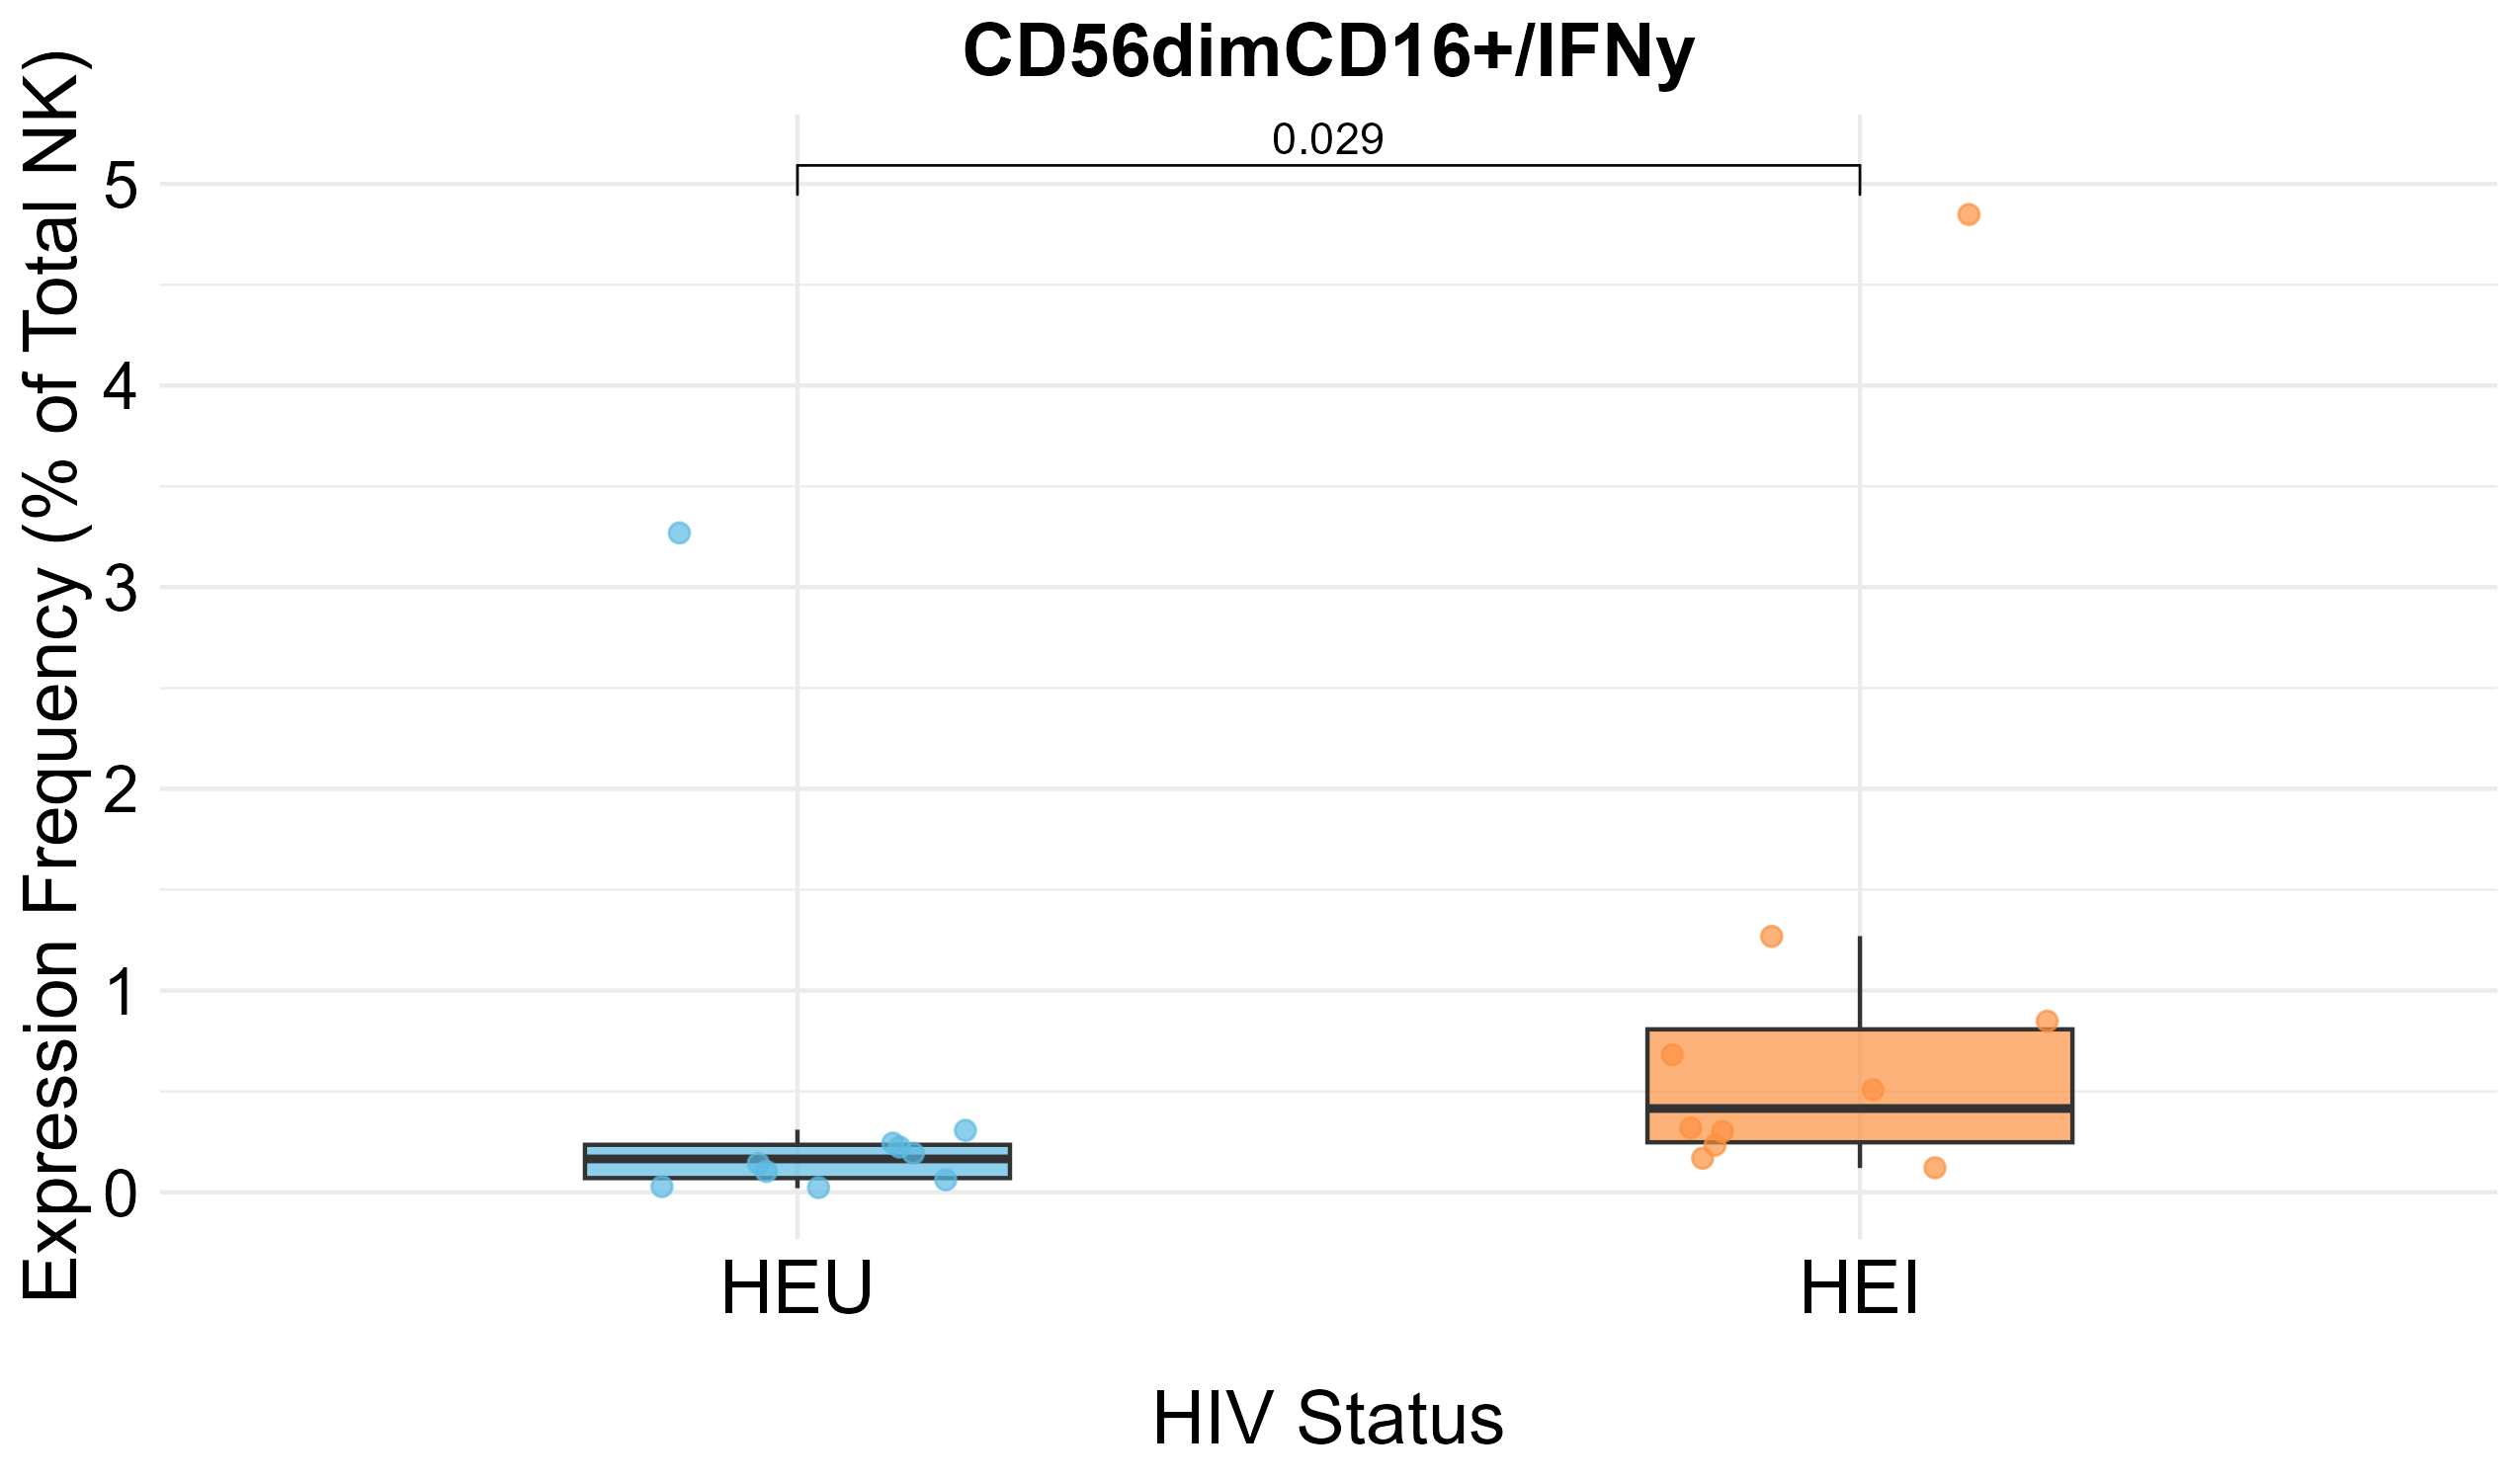 CD56dimCD16+/IFNy
0.029
Expression Frequency (% of Total NK)
5
4
3
2
1
0
HEU
HEI
HIV Status